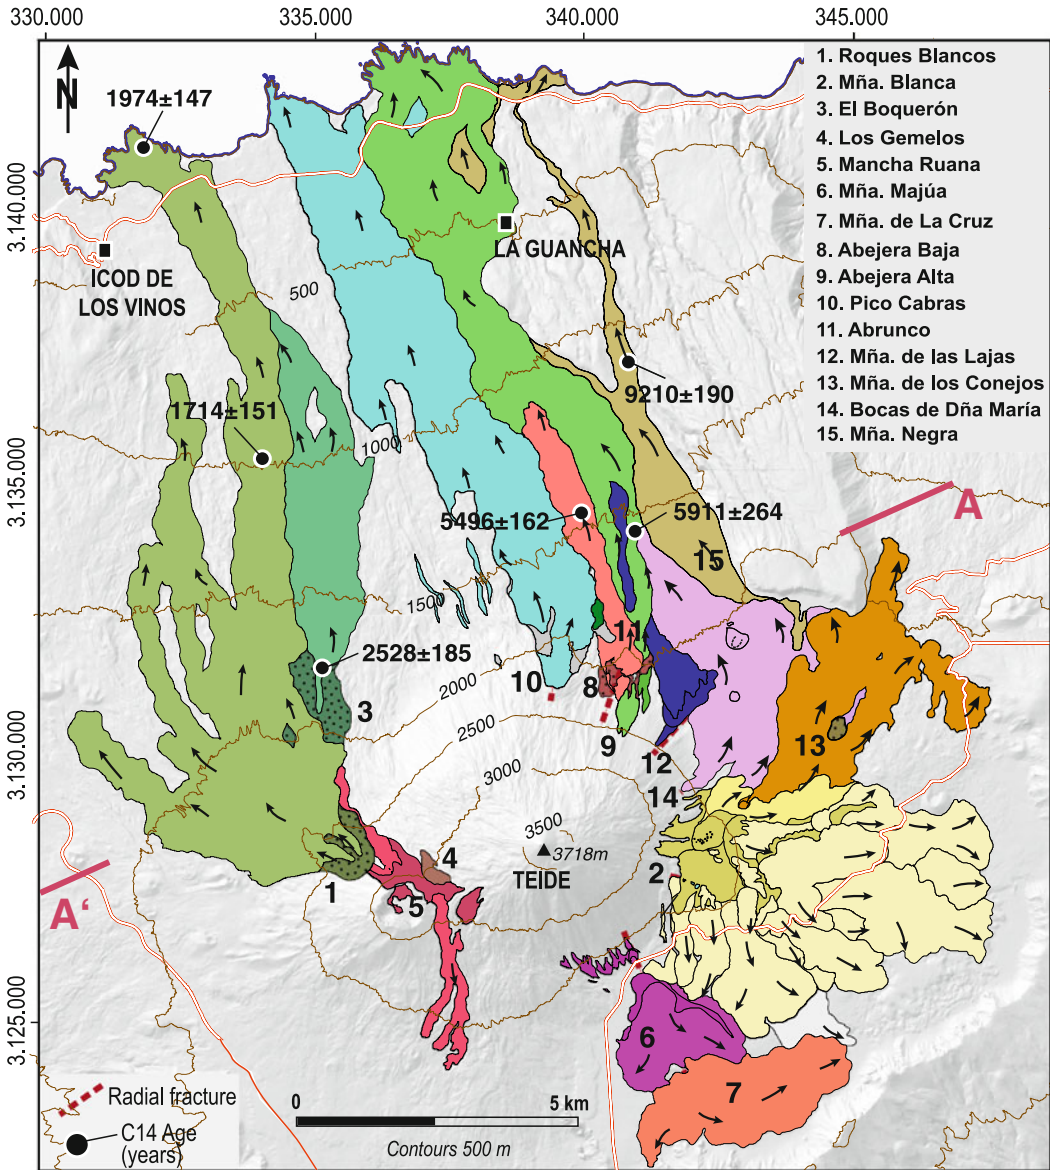 330.000
335.000
340.000
345.000
N
1974±147
3.140.000
ICOD DE
LOS VINOS
LA GUANCHA
500
1. Roques Blancos
2. Mña. Blanca
3. El Boquerón
4. Los Gemelos
5. Mancha Ruana
6. Mña. Majúa
7. Mña. de La Cruz
8. Abejera Baja
9. Abejera Alta
10. Pico Cabras
11. Abrunco
12. Mña. de las Lajas
13. Mña. de los Conejos
14. Bocas de Dña María
15. Mña. Negra
1714±151
9210±190
1000
3.135.000
5496±162
5911±264
A
15
1500
11
2528±185
2000
10
8
3
2500
9
12
13
3.130.000
3000
14
3500
3718m
TEIDE
4
1
2
5
A'
3.125.000
6
7
Radial fracture
C14 Age
(years)
0
5 km
Contours 500 m